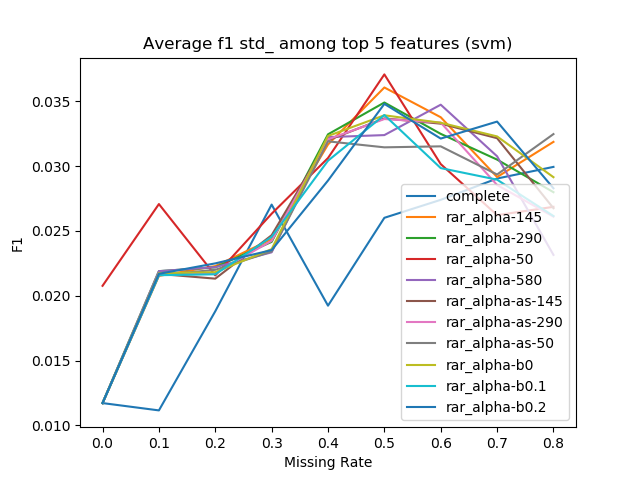 Average f1 std_ among top 5 features (svm)
0.035
0.030
0.025
0.020
0.015
0.010
F1
complete
rar_alpha-145
rar_alpha-290
rar_alpha-50
rar_alpha-580
rar_alpha-as-145
rar_alpha-as-290
rar_alpha-as-50
rar_alpha-b0
rar_alpha-b0.1
rar_alpha-b0.2
0.0 0.1 0.2 0.3 0.4 0.5 0.6 0.7 0.8
Missing Rate